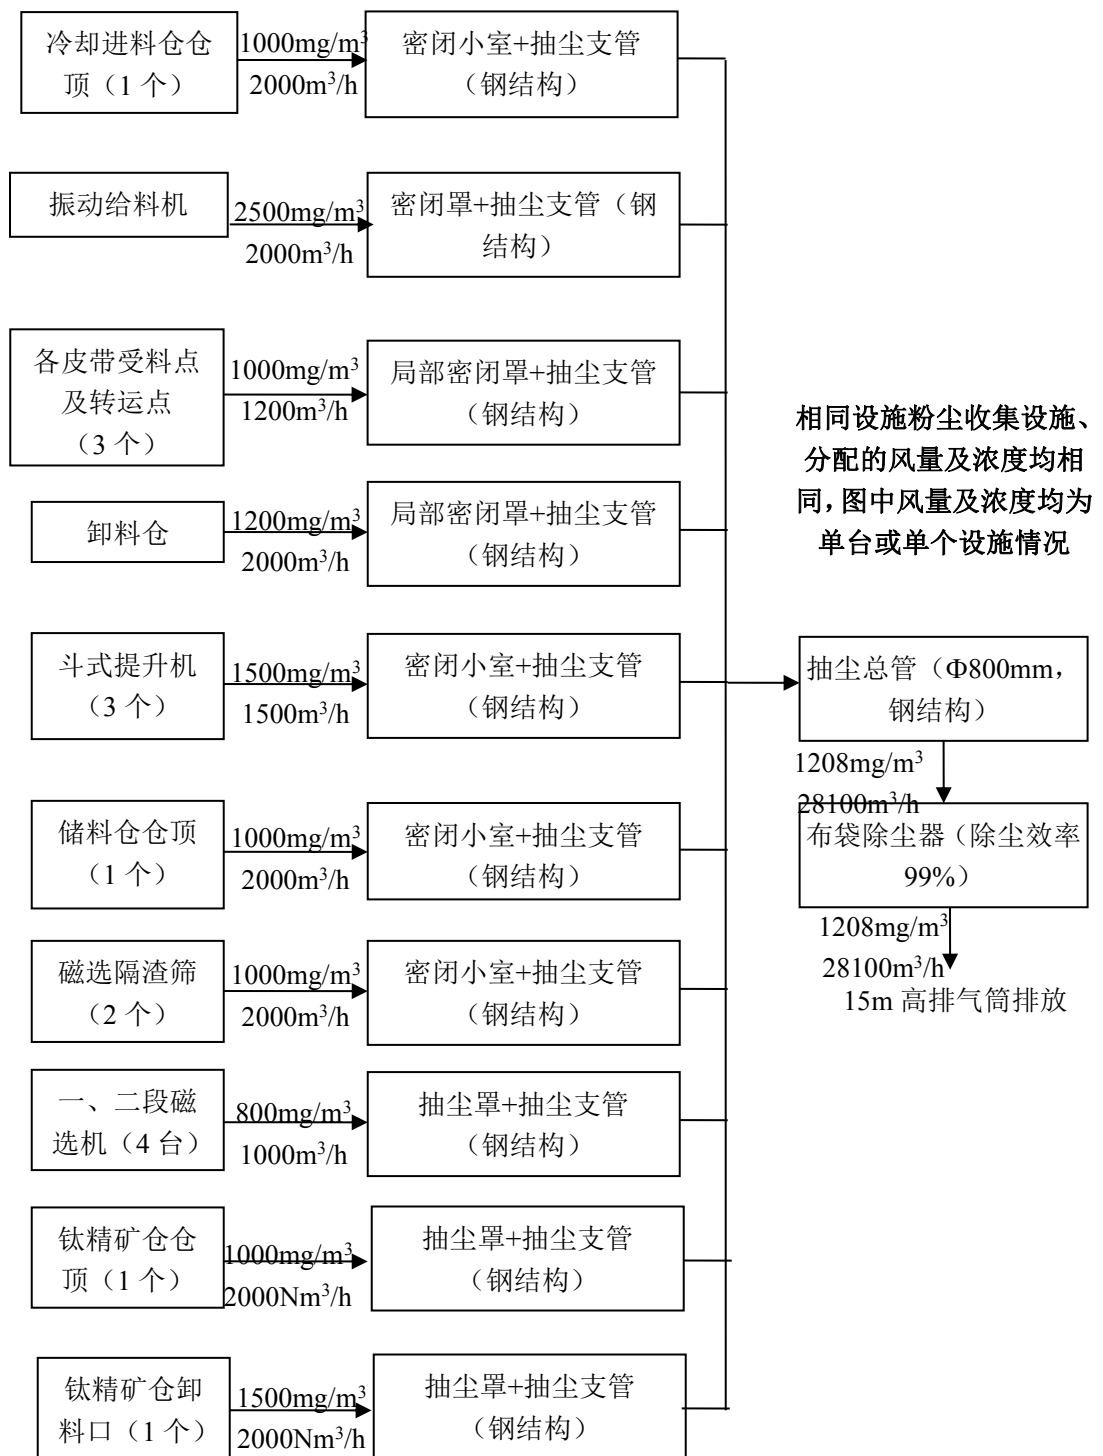 冷却进料仓仓
顶（1 个）
1000mg/m³
2000m³/h
密闭小室+抽尘支管
（钢结构）
振动给料机
2500mg/m³
2000m³/h
密闭罩+抽尘支管（钢
结构）
各皮带受料点
及转运点
（3 个）
1000mg/m³
1200m³/h
局部密闭罩+抽尘支管
（钢结构）
相同设施粉尘收集设施、
分配的风量及浓度均相
同，图中风量及浓度均为
单台或单个设施情况
卸料仓
1200mg/m³
2000m³/h
局部密闭罩+抽尘支管
（钢结构）
斗式提升机
（3 个）
1500mg/m³
1500m³/h
密闭小室+抽尘支管
（钢结构）
抽尘总管（Φ800mm，
钢结构）
1208mg/m³
28100m³/h
布袋除尘器（除尘效率
99%）
1208mg/m³
28100m³/h
15m 高排气筒排放
储料仓仓顶
（1 个）
1000mg/m³
2000m³/h
密闭小室+抽尘支管
（钢结构）
磁选隔渣筛
（2 个）
1000mg/m³
2000m³/h
密闭小室+抽尘支管
（钢结构）
一、二段磁
选机（4 台）
800mg/m³
1000m³/h
抽尘罩+抽尘支管
（钢结构）
钛精矿仓仓
顶（1 个）
1000mg/m³
2000Nm³/h
抽尘罩+抽尘支管
（钢结构）
钛精矿仓卸
料口（1 个）
1500mg/m³
2000Nm³/h
抽尘罩+抽尘支管
（钢结构）